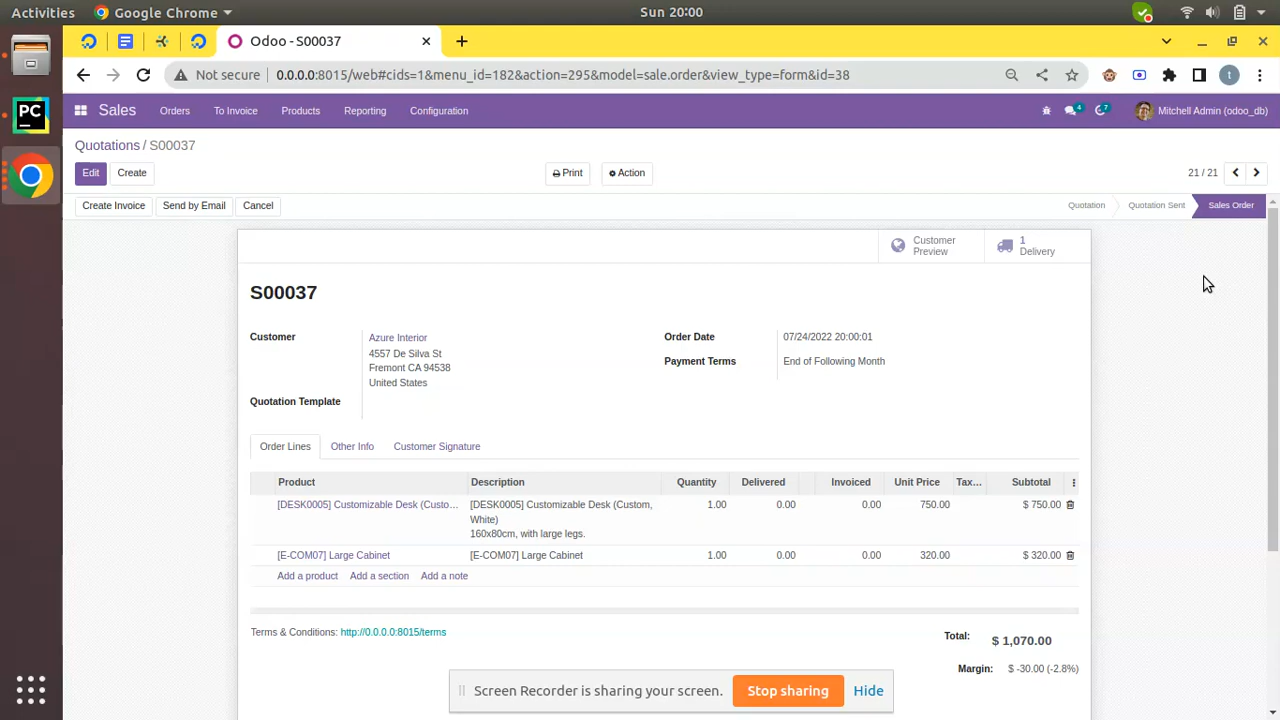 Activities Google Chrome Sun 20:00
Odoo - S00037
Not secure 0.0.0.0:8015/web#cids=1&menu_id=182&action=295&model=sale.order&view_type=form&id=38 t
PC
Sales Orders To Invoice Products Reporting Configuration 4 7 Mitchell Admin (odoo_db)
Quotations / S00037
Edit Create Print Action 21 / 21
Create Invoice Send by Email Cancel Quotation Quotation Sent Sales Order
Customer Preview
1 Delivery
S00037
Customer Azure Interior
4557 De Silva St
Fremont CA 94538
United States
Quotation Template
Order Date 07/24/2022 20:00:01
Payment Terms End of Following Month
Order Lines Other Info Customer Signature
Product Description Quantity Delivered Invoiced Unit Price Tax... Subtotal
[DESK0005] Customizable Desk (Custo... [DESK0005] Customizable Desk (Custom, 1.00 0.00 0.00 750.00 $ 750.00
White)
160x80cm, with large legs.
[E-COM07] Large Cabinet [E-COM07] Large Cabinet 1.00 0.00 0.00 320.00 $ 320.00
Add a product Add a section Add a note
Terms & Conditions: http://0.0.0.0:8015/terms
Total: $ 1,070.00
Margin: $ -30.00 (-2.8%)
Screen Recorder is sharing your screen. Stop sharing Hide